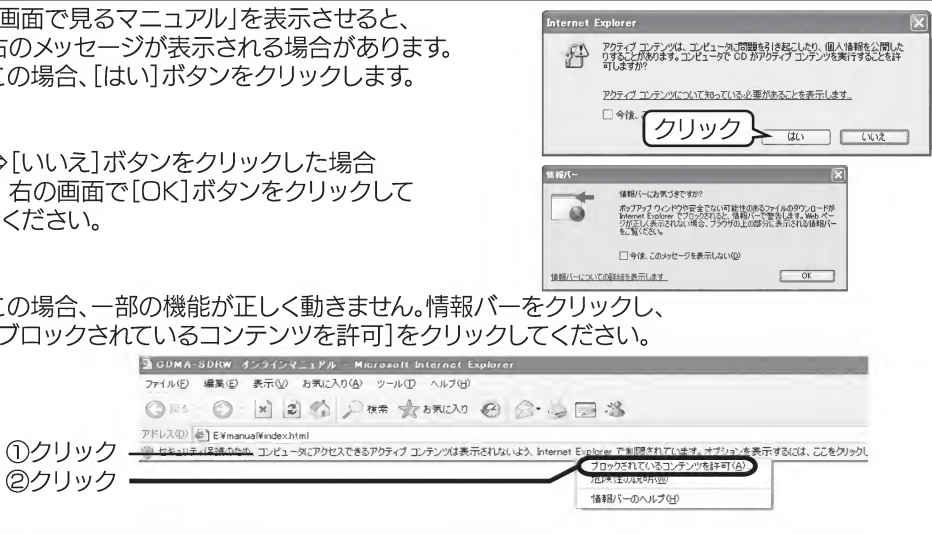 画面で見るマニュアル」を表示させると、
右のメッセージが表示される場合があります。
この場合、[はい]ボタンをクリックします。
Internet Explorer
アクティブ コンテンツは、コンピュータに問題を引き起こしたり、個人情報を公開した
りすることがあります。コンピュータで CD がアクティブ コンテンツを実行することを許
可しますか?
アクティブ コンテンツについて知っている必要があることを表示します。
今後、こ
クリック
はい
いいえ
[いいえ]ボタンをクリックした場合
右の画面で[OK]ボタンをクリックして
ください。
情報バー
情報バーにお気づきですか?
ポップアップ ウィンドウや安全でない可能性のあるファイルのダウンロードが
Internet Explorer でブロックされると、情報バーで警告します。Web ペー
ジが正しく表示されない場合、ブラウザの上の部分に表示される情報バー
をご覧ください。
今後、このメッセージを表示しない(O)
情報バーについての詳細を表示します
OK
この場合、一部の機能が正しく動きません。情報バーをクリックし、
ブロックされているコンテンツを許可]をクリックしてください。
GDMA-SDRW オンラインマニュアル - Microsoft Internet Explorer
ファイル(F) 編集(E) 表示(V) お気に入り(A) ツール(T) ヘルプ(H)
戻る 検索 お気に入り
アドレス(D) E¥manual¥index.html
①クリック
セキュリティ保護のため、コンピュータにアクセスできるアクティブ コンテンツは表示されないよう、Internet Explorer で制限されています。オプションを表示するには、ここをクリックし
②クリック
ブロックされているコンテンツを許可(A)
危険性の説明(W)
情報バーのヘルプ(H)